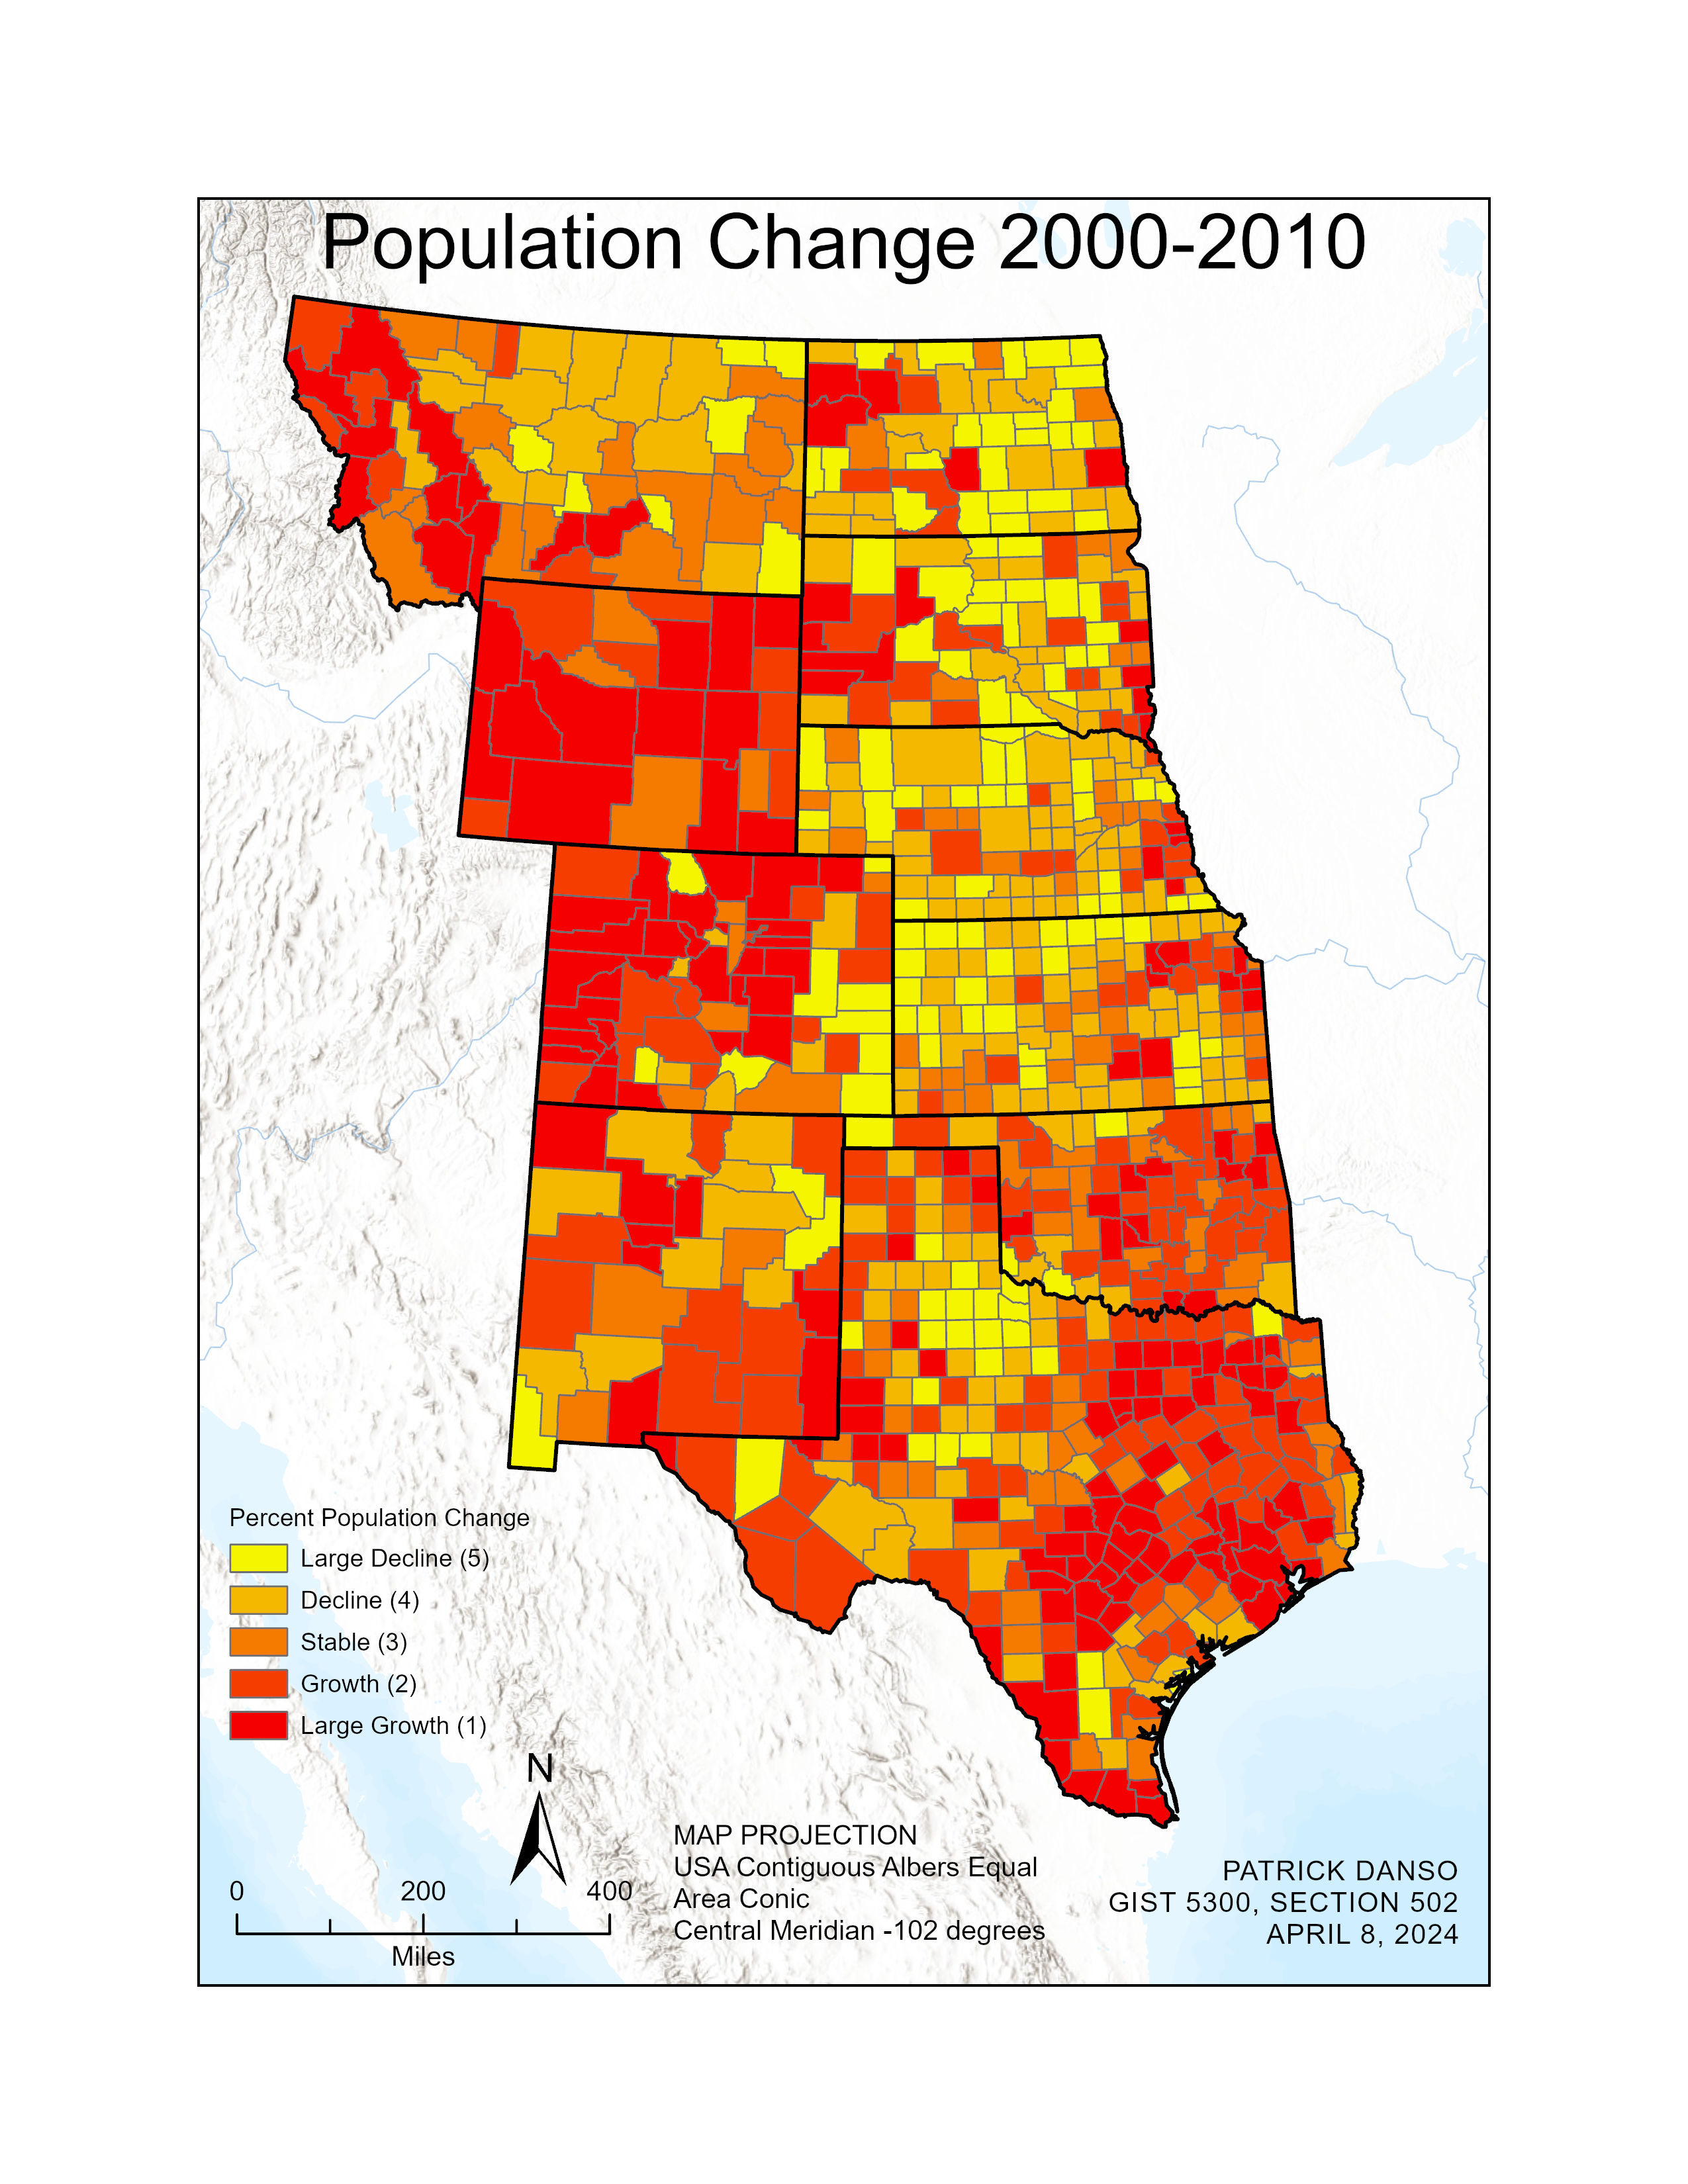 Population Change 2000-2010
Percent Population Change
Large Decline (5)
Decline (4)
Stable (3)
Growth (2)
Large Growth (1)
N
0 200 400
Miles
MAP PROJECTION
USA Contiguous Albers Equal
Area Conic
Central Meridian -102 degrees
PATRICK DANSO
GIST 5300, SECTION 502
APRIL 8, 2024